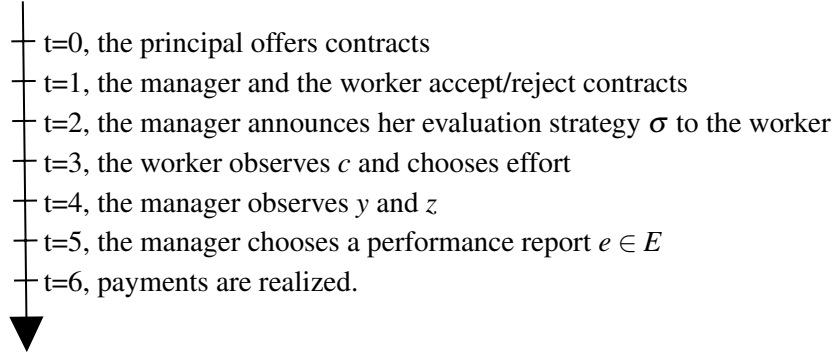 t=0, the principal offers contracts
t=1, the manager and the worker accept/reject contracts
t=2, the manager announces her evaluation strategy σ to the worker
t=3, the worker observes c and chooses effort
t=4, the manager observes y and z
t=5, the manager chooses a performance report e ∈ E
t=6, payments are realized.